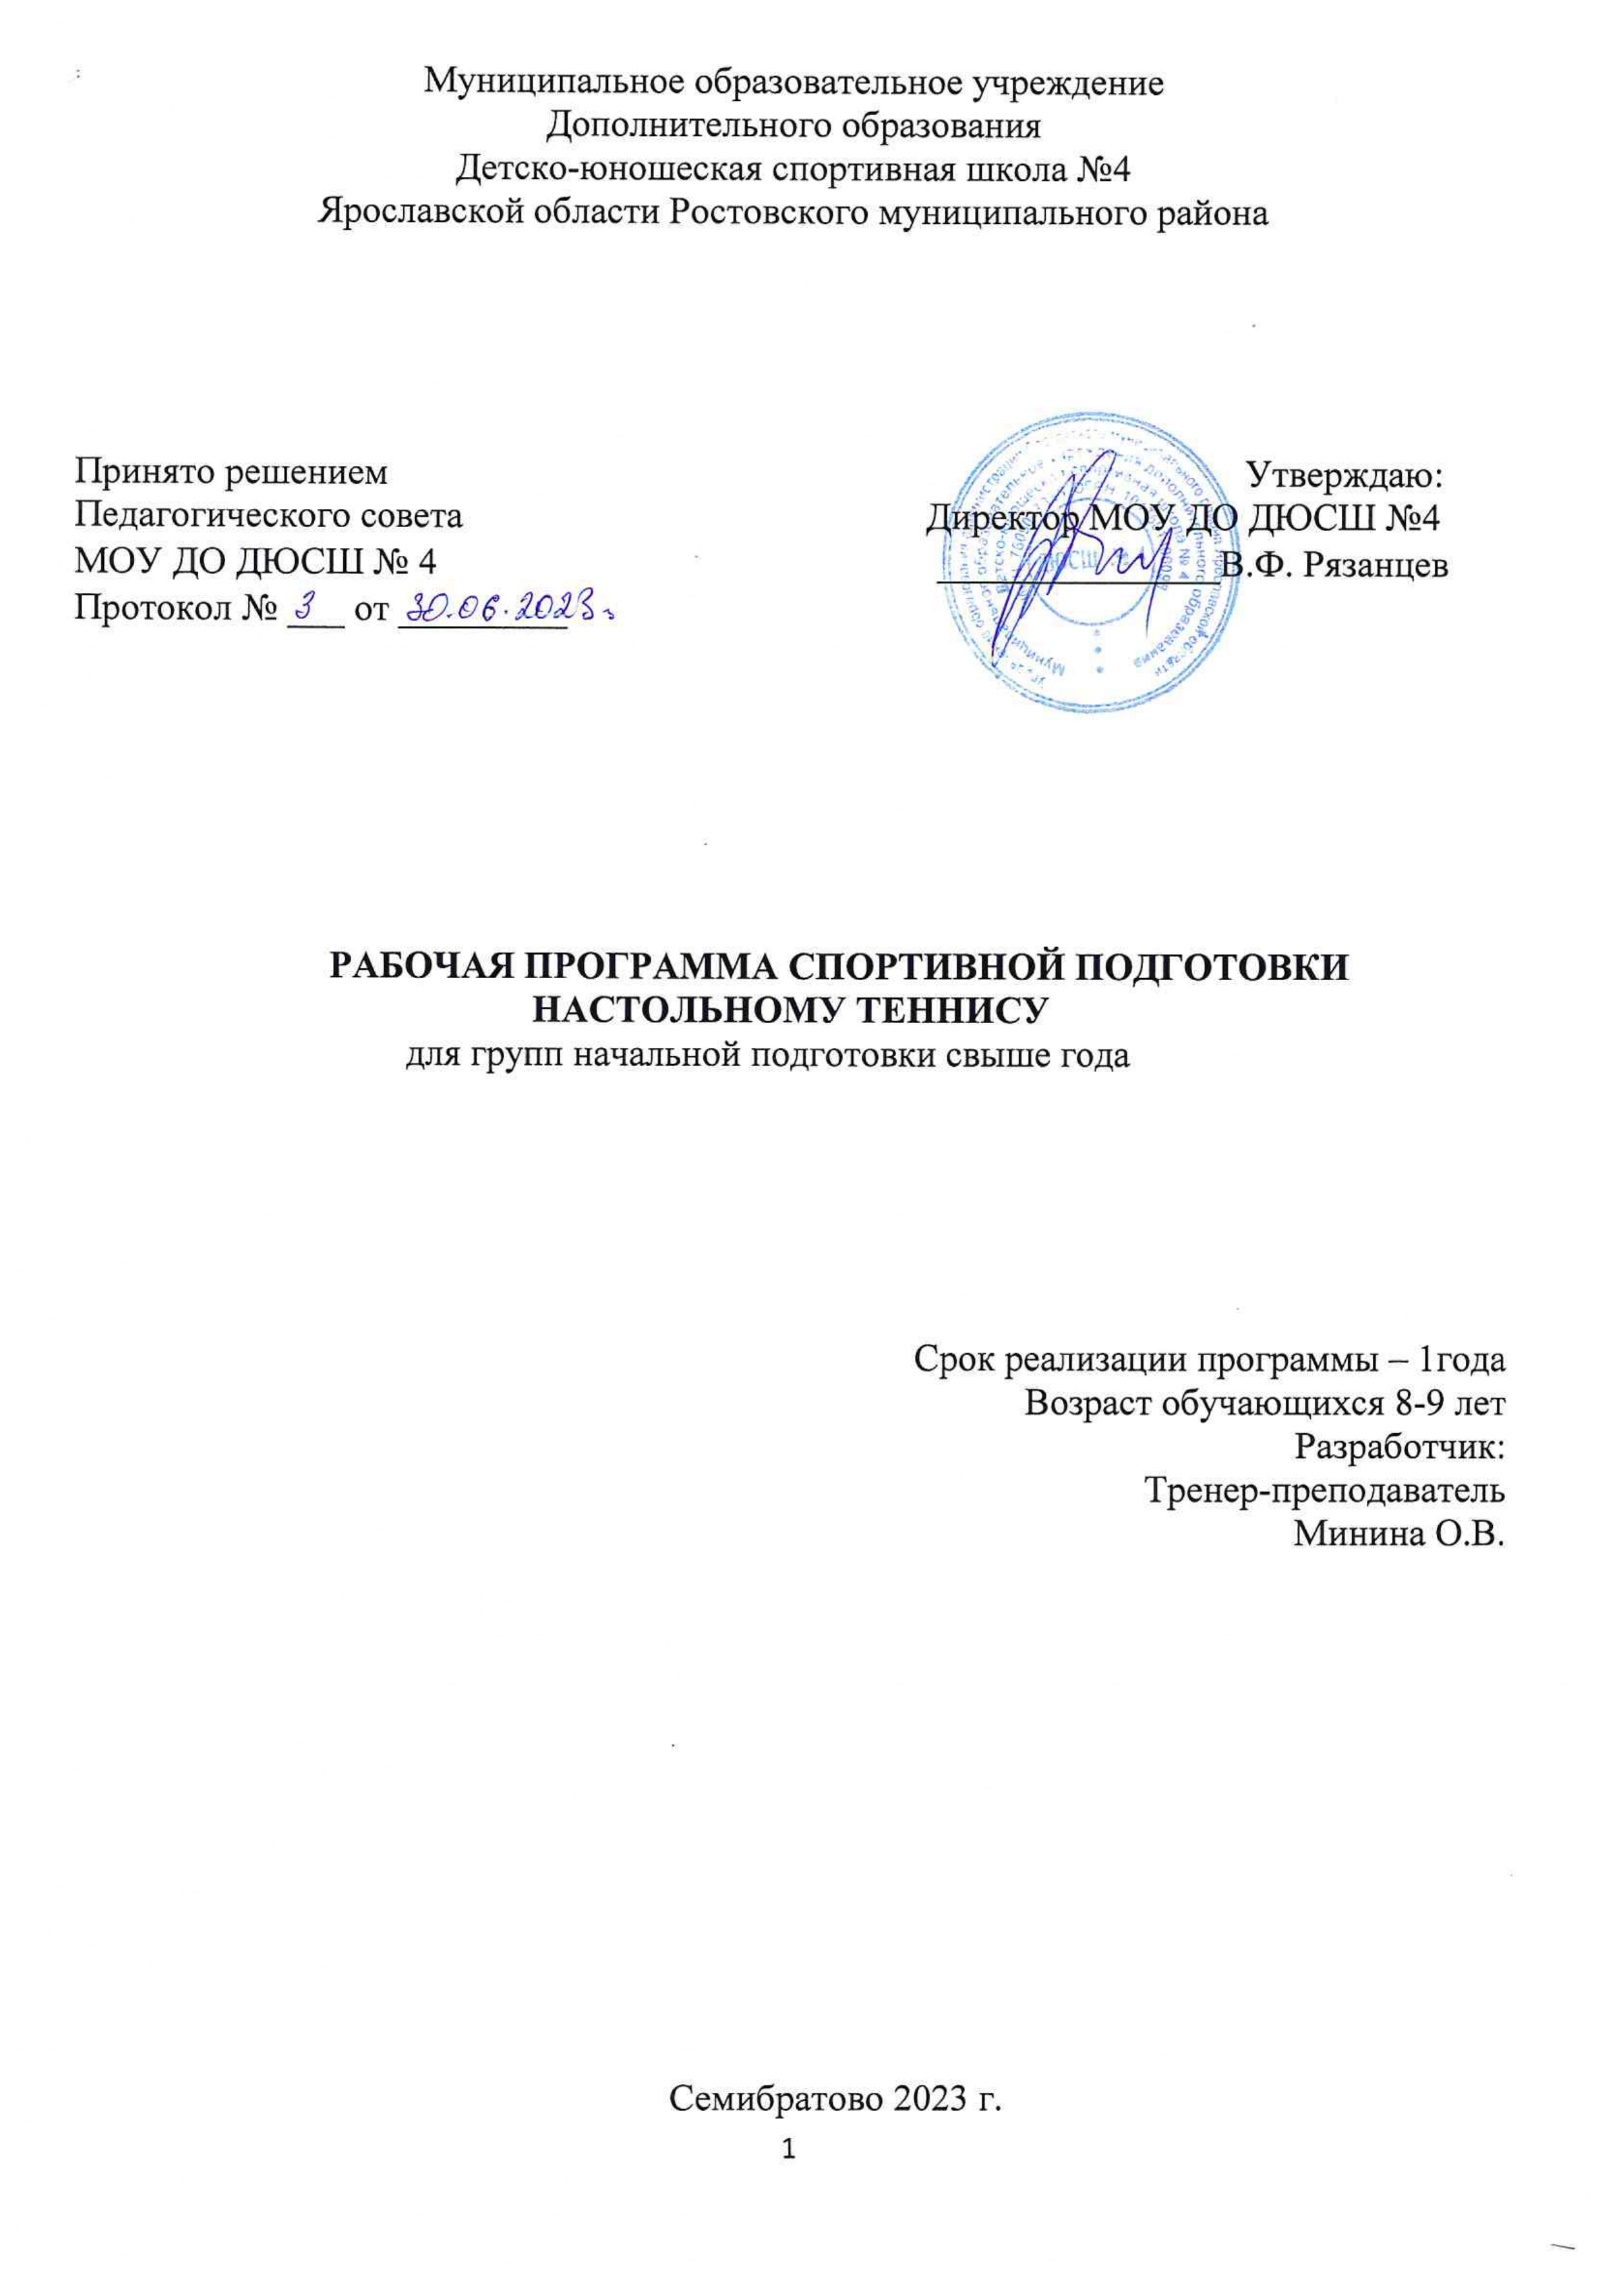 Муниципальное образовательное учреждение
Дополнительного образования
Детско-юношеская спортивная школа №4
Ярославской области Ростовского муниципального района
Принято решением
Педагогического совета
МОУ ДО ДЮСШ № 4
Протокол № 3 от 30.06.2023 г
Утверждаю:
Директор МОУ ДО ДЮСШ №4
В.Ф. Рязанцев
РАБОЧАЯ ПРОГРАММА СПОРТИВНОЙ ПОДГОТОВКИ
НАСТОЛЬНОМУ ТЕННИСУ
для групп начальной подготовки свыше года
Срок реализации программы – 1года
Возраст обучающихся 8-9 лет
Разработчик:
Тренер-преподаватель
Минина О.В.
Семибратово 2023 г.
1